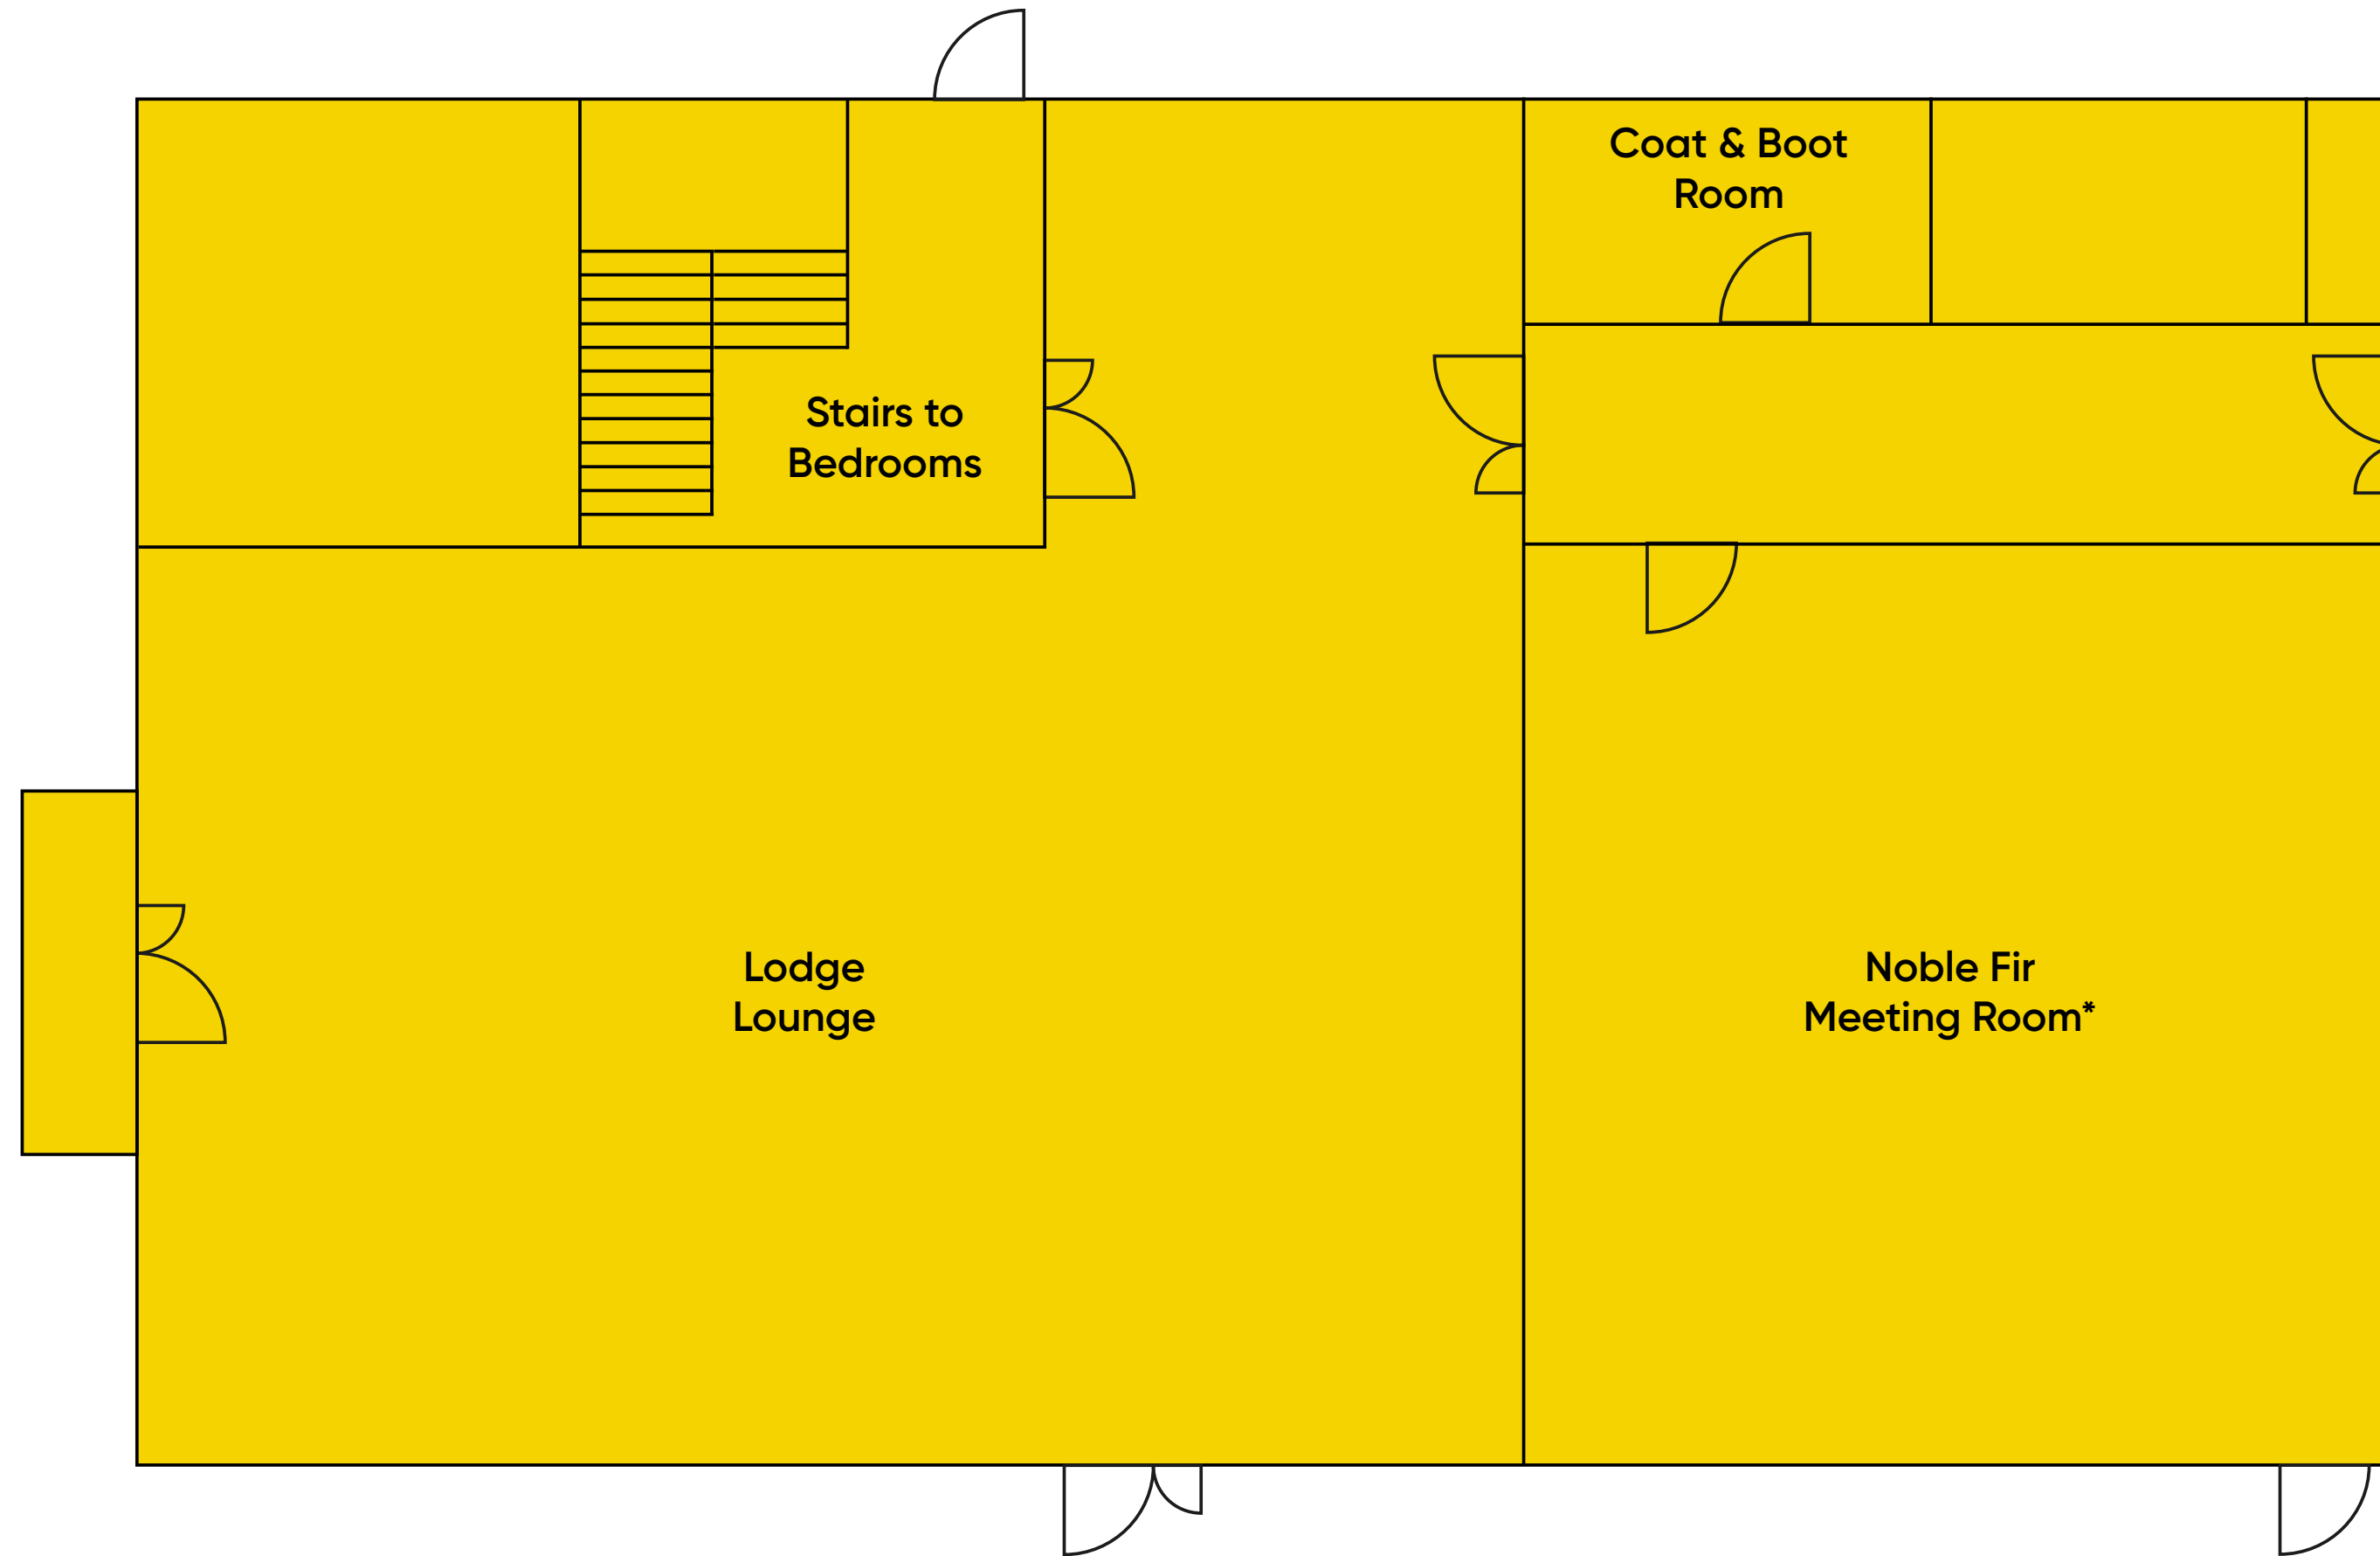 Coat & Boot
Room
Stairs to
Bedrooms
Lodge
Lounge
Noble Fir
Meeting Room*